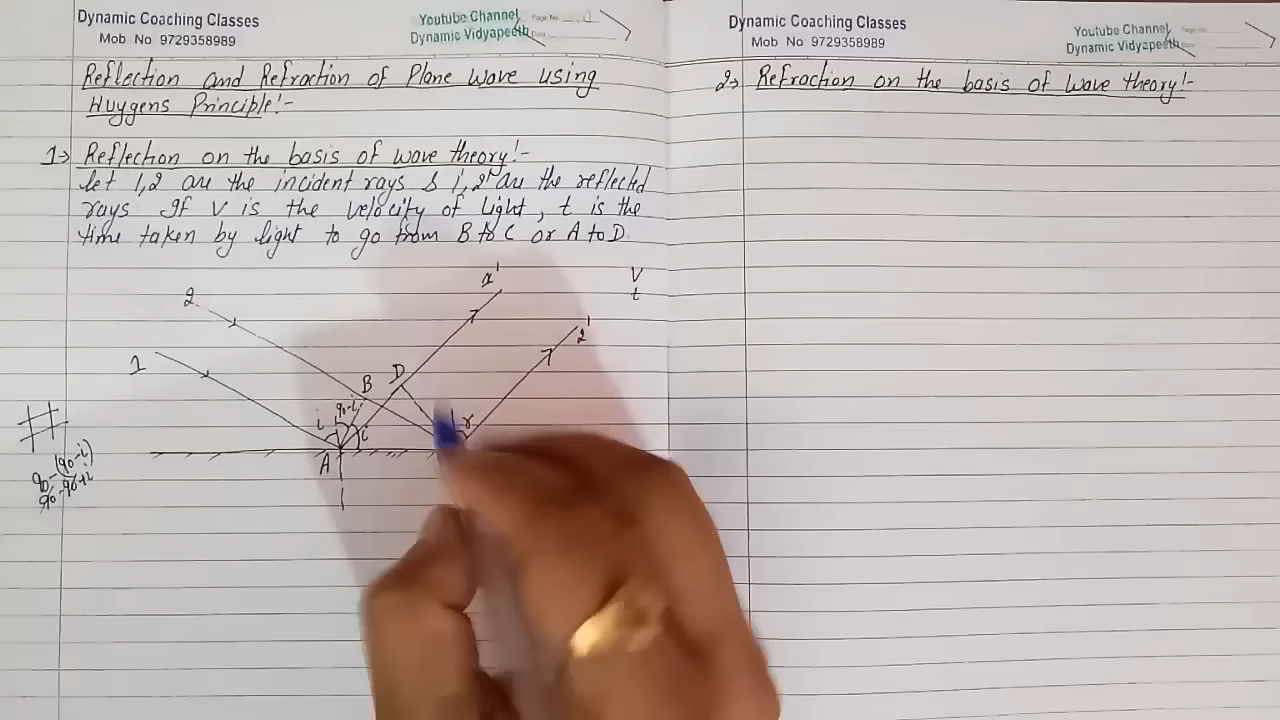 Dynamic Coaching Classes
Mob No 9729358989
Youtube Channel
Dynamic Vidyapeeth
Page No.
Reflection and Refraction of Plane wave using
Huygens Principle!-
1> Reflection on the basis of wave theory!-
Let 1,2 are the incident rays & 1', 2' are the reflected
rays If V is the velocity of light, t is the
time taken by light to go from B to C or A to D
V
t
2
1
B
D
2'
i
90-i
i
r
A
90-(90-i)
90-90+i
Dynamic Coaching Classes
Mob No 9729358989
Youtube Channel
Dynamic Vidyapeeth
2> Refraction on the basis of wave theory!-